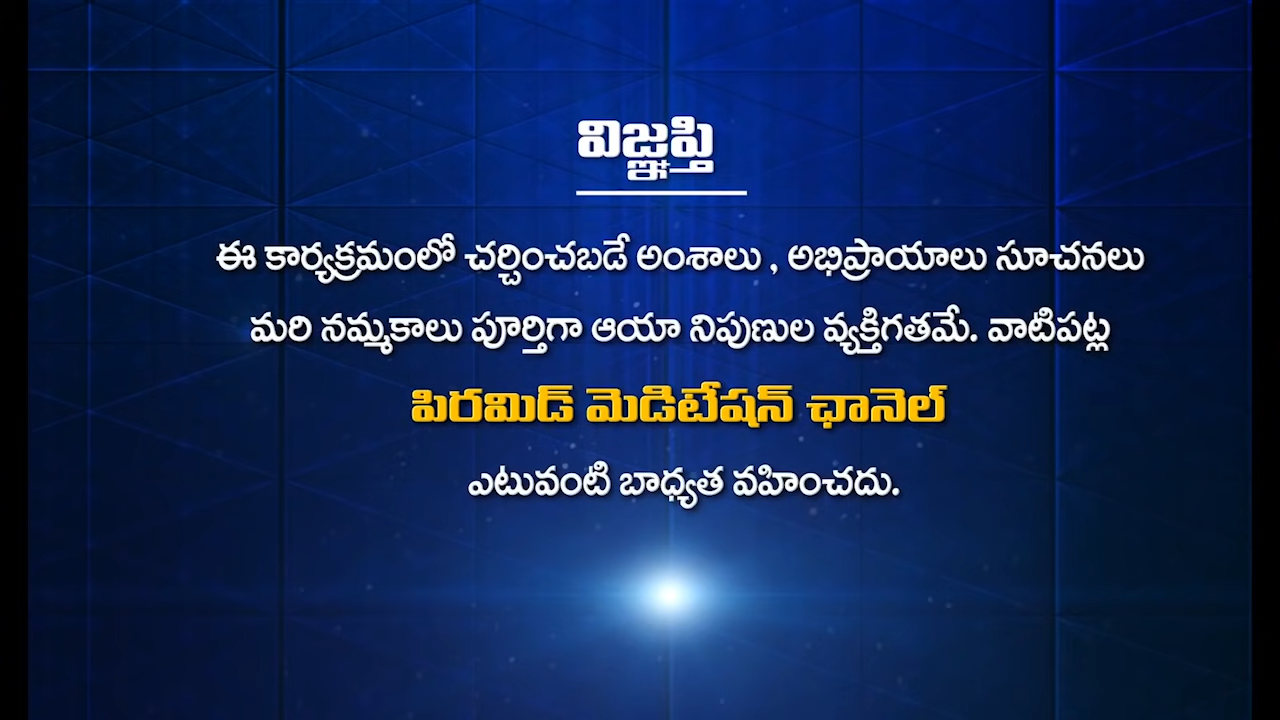 విజ్ఞప్తి
ఈ కార్యక్రమంలో చర్చించబడే అంశాలు , అభిప్రాయాలు సూచనలు
మరి నమ్మకాలు పూర్తిగా ఆయా నిపుణుల వ్యక్తిగతమే. వాటిపట్ల
పిరమిడ్ మెడిటేషన్ ఛానెల్
ఎటువంటి బాధ్యత వహించదు.